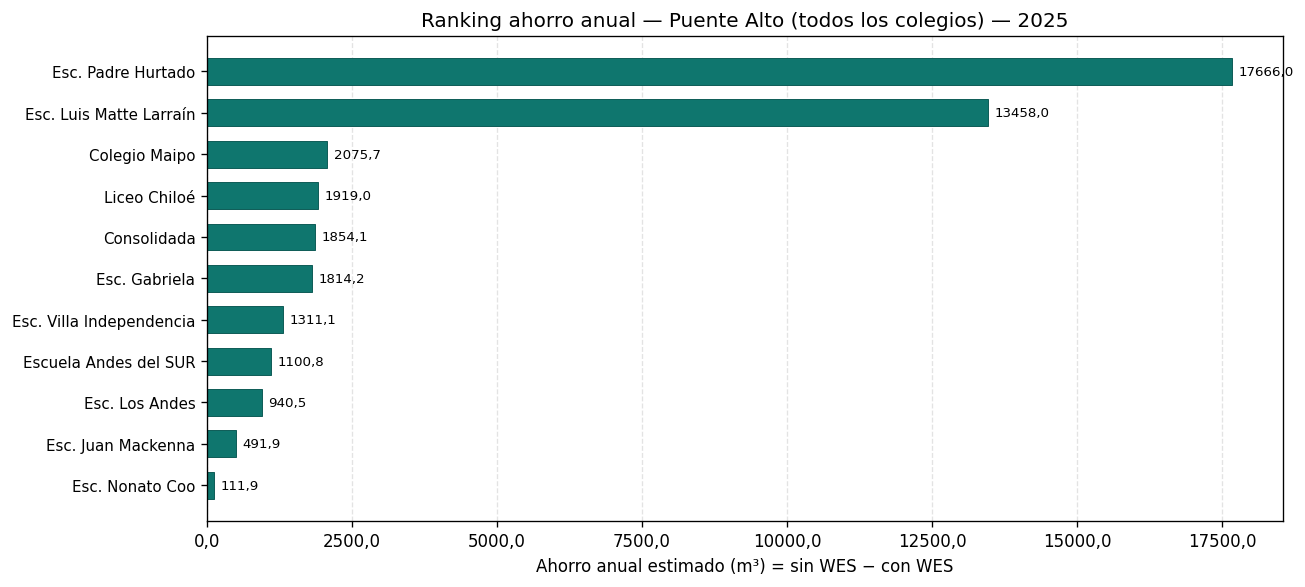 Ranking ahorro anual — Puente Alto (todos los colegios) — 2025
Esc. Padre Hurtado 17666,0
Esc. Luis Matte Larraín 13458,0
Colegio Maipo 2075,7
Liceo Chiloé 1919,0
Consolidada 1854,1
Esc. Gabriela 1814,2
Esc. Villa Independencia 1311,1
Escuela Andes del SUR 1100,8
Esc. Los Andes 940,5
Esc. Juan Mackenna 491,9
Esc. Nonato Coo 111,9
0,0 2500,0 5000,0 7500,0 10000,0 12500,0 15000,0 17500,0
Ahorro anual estimado (m³) = sin WES − con WES